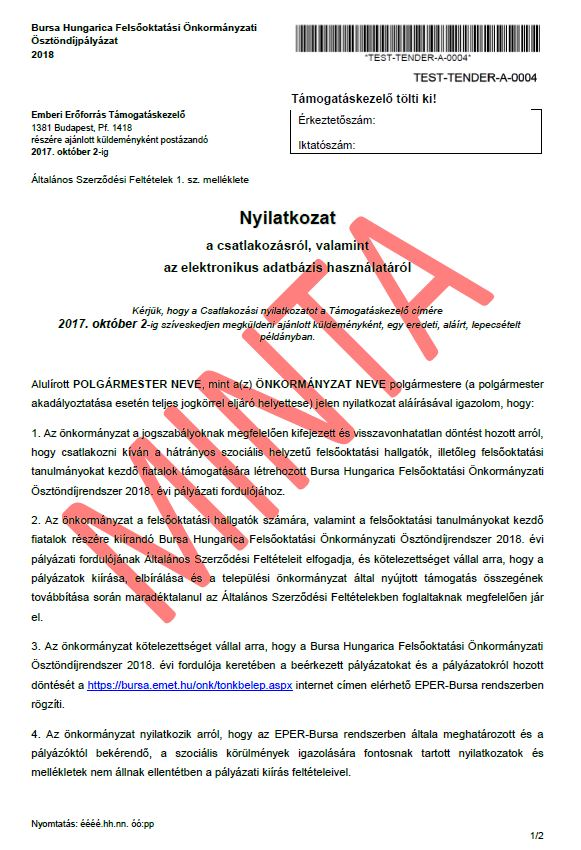 Bursa Hungarica Felsőoktatási Önkormányzati
Ösztöndíjpályázat
2018
*TEST-TENDER-A-0004*
TEST-TENDER-A-0004
Támogatáskezelő tölti ki!
Érkeztetőszám:
Iktatószám:
Emberi Erőforrás Támogatáskezelő
1381 Budapest, Pf. 1418
részére ajánlott küldeményként postázandó
2017. október 2-ig
Általános Szerződési Feltételek 1. sz. melléklete
Nyilatkozat
a csatlakozásról, valamint
az elektronikus adatbázis használatáról
Kérjük, hogy a Csatlakozási nyilatkozatot a Támogatáskezelő címére
2017. október 2-ig szíveskedjen megküldeni ajánlott küldeményként, egy eredeti, aláírt, lepecsételt
példányban.
MINTA
Alulírott POLGÁRMESTER NEVE, mint a(z) ÖNKORMÁNYZAT NEVE polgármestere (a polgármester
akadályoztatása esetén teljes jogkörrel eljáró helyettese) jelen nyilatkozat aláírásával igazolom, hogy:
1. Az önkormányzat a jogszabályoknak megfelelően kifejezett és visszavonhatatlan döntést hozott arról,
hogy csatlakozni kíván a hátrányos szociális helyzetű felsőoktatási hallgatók, illetőleg felsőoktatási
tanulmányokat kezdő fiatalok támogatására létrehozott Bursa Hungarica Felsőoktatási Önkormányzati
Ösztöndíjrendszer 2018. évi pályázati fordulójához.
2. Az önkormányzat a felsőoktatási hallgatók számára, valamint a felsőoktatási tanulmányokat kezdő
fiatalok részére kiírandó Bursa Hungarica Felsőoktatási Önkormányzati Ösztöndíjrendszer 2018. évi
pályázati fordulójának Általános Szerződési Feltételeit elfogadja, és kötelezettséget vállal arra, hogy a
pályázatok kiírása, elbírálása és a települési önkormányzat által nyújtott támogatás összegének
továbbítása során maradéktalanul az Általános Szerződési Feltételekben foglaltaknak megfelelően jár
el.
3. Az önkormányzat kötelezettséget vállal arra, hogy a Bursa Hungarica Felsőoktatási Önkormányzati
Ösztöndíjrendszer 2018. évi fordulója keretében a beérkezett pályázatokat és a pályázatokról hozott
döntését a https://bursa.emet.hu/onk/tonkbelep.aspx internet címen elérhető EPER-Bursa rendszerben
rögzíti.
4. Az önkormányzat nyilatkozik arról, hogy az EPER-Bursa rendszerben általa meghatározott és a
pályázóktól bekérendő, a szociális körülmények igazolására fontosnak tartott nyilatkozatok és
mellékletek nem állnak ellentétben a pályázati kiírás feltételeivel.
Nyomtatás: éééé.hh.nn. óó:pp
1/2